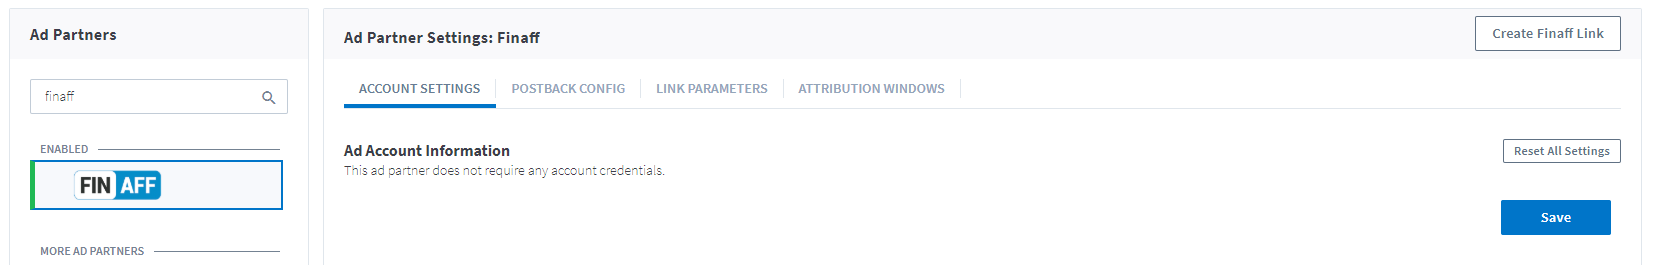 Ad Partners
finaff
ENABLED
FIN AFF
MORE AD PARTNERS
Ad Partner Settings: Finaff
Create Finaff Link
ACCOUNT SETTINGS
POSTBACK CONFIG
LINK PARAMETERS
ATTRIBUTION WINDOWS
Ad Account Information
This ad partner does not require any account credentials.
Reset All Settings
Save